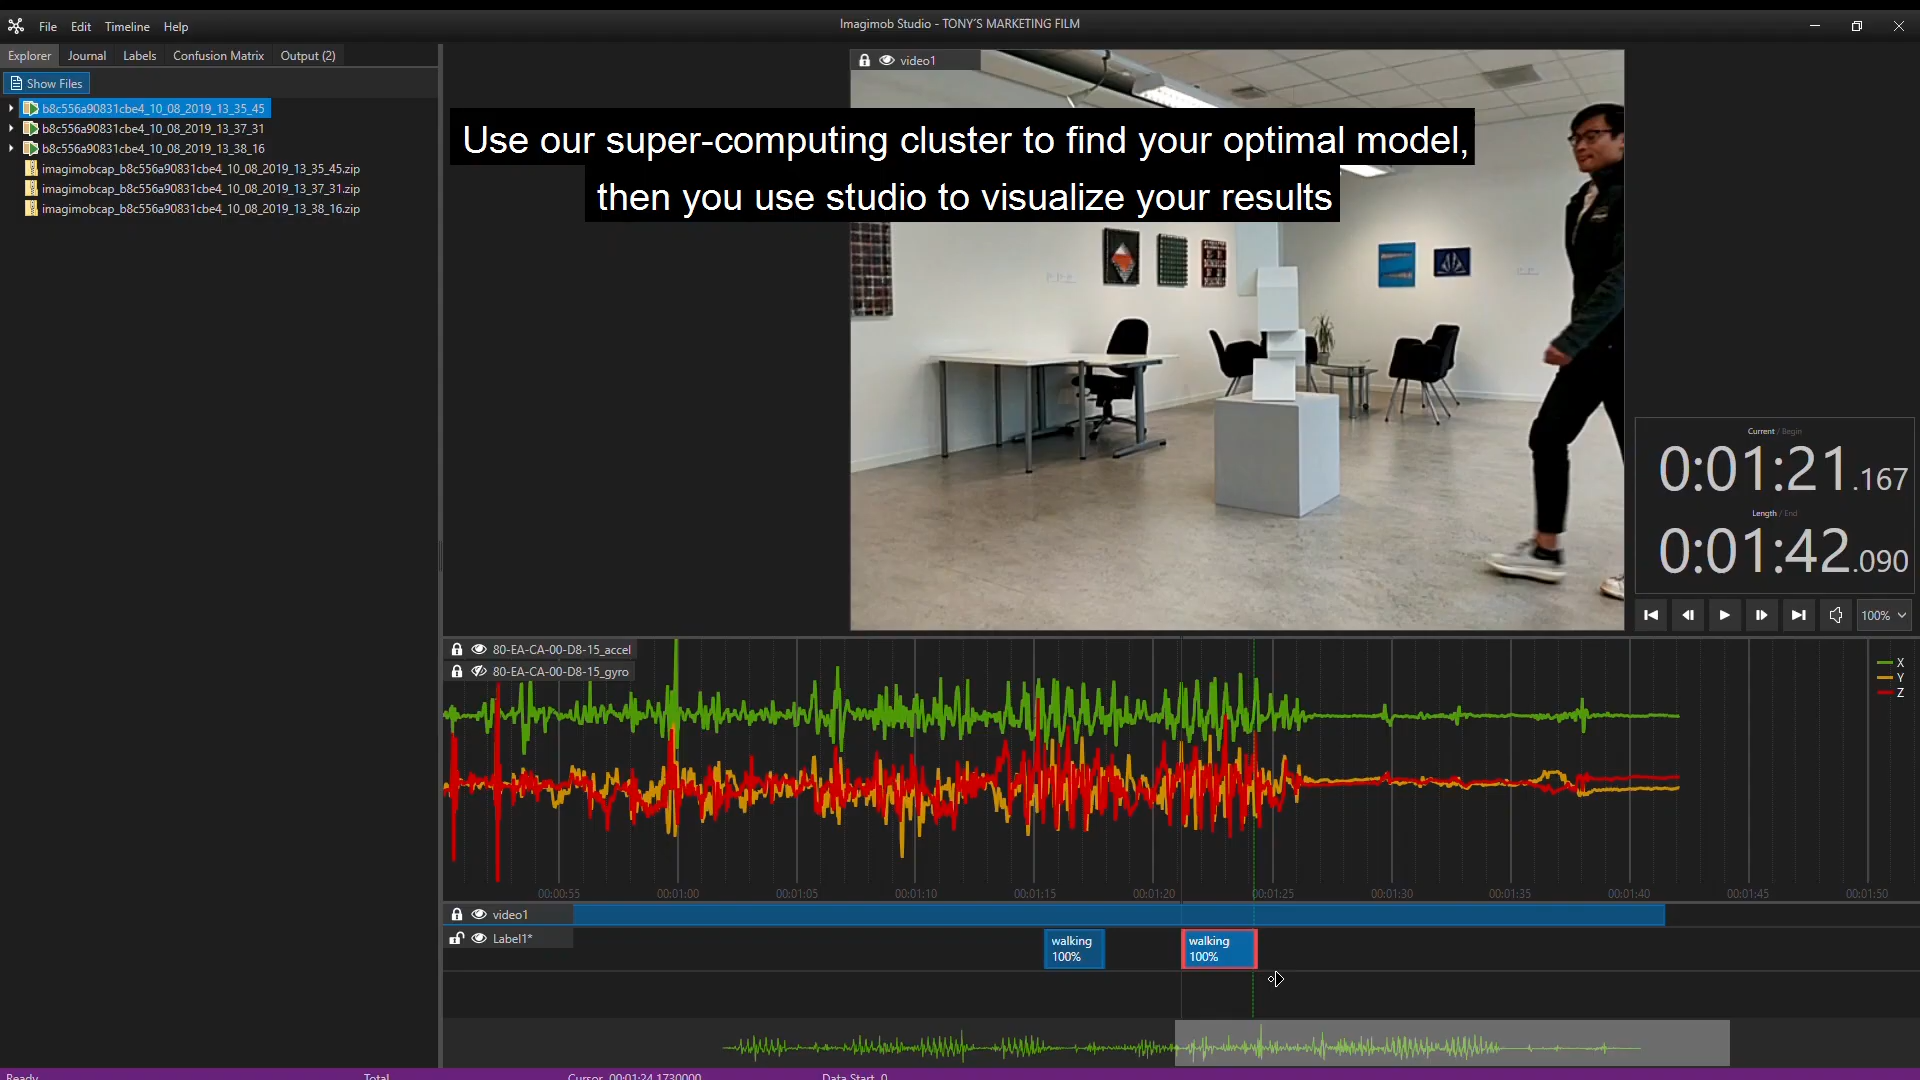 File Edit Timeline Help
Imagimob Studio - TONY'S MARKETING FILM
Explorer Journal Labels Confusion Matrix Output (2)
Show Files
b8c556a90831cbe4_10_08_2019_13_35_45
b8c556a90831cbe4_10_08_2019_13_37_31
b8c556a90831cbe4_10_08_2019_13_38_16
imagimobcap_b8c556a90831cbe4_10_08_2019_13_35_45.zip
imagimobcap_b8c556a90831cbe4_10_08_2019_13_37_31.zip
imagimobcap_b8c556a90831cbe4_10_08_2019_13_38_16.zip
video1
Use our super-computing cluster to find your optimal model,
then you use studio to visualize your results
Current / Begin
0:01:21.167
Length / End
0:01:42.090
100%
80-EA-CA-00-D8-15_accel
80-EA-CA-00-D8-15_gyro
X
Y
Z
00:00:55 00:01:00 00:01:05 00:01:10 00:01:15 00:01:20 00:01:25 00:01:30 00:01:35 00:01:40 00:01:45 00:01:50
video1
Label1*
walking
100%
walking
100%
Ready Total Cursor 00:01:24.1730000 Data Start 0